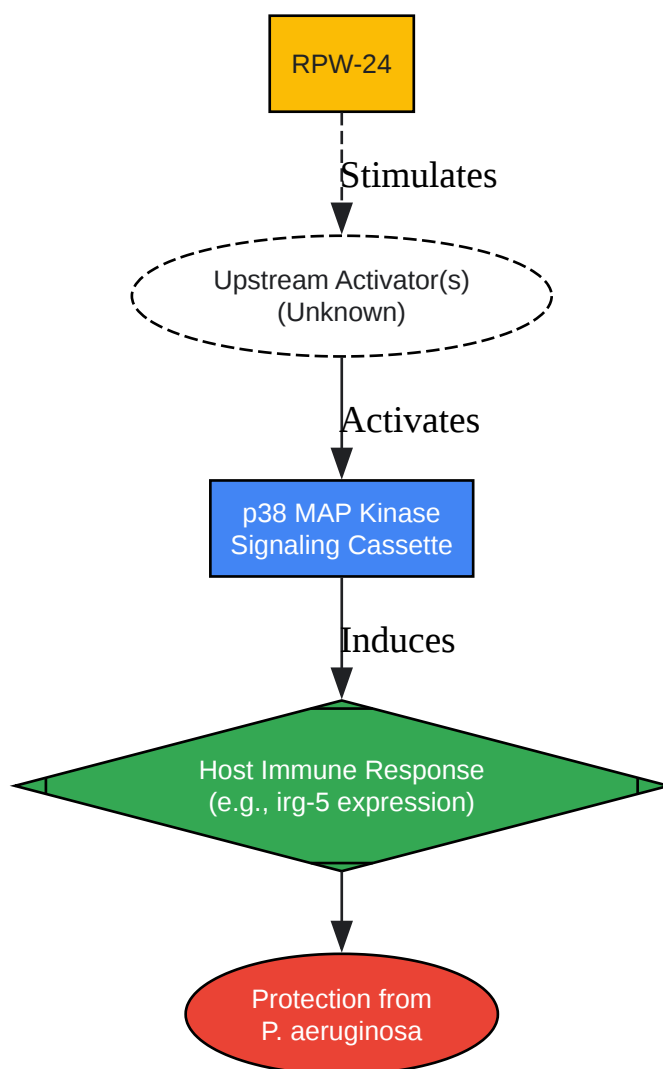 RPW-24
Stimulates
Upstream Activator(s)
(Unknown)
Activates
p38 MAP Kinase
Signaling Cassette
Induces
Host Immune Response
(e.g., irg-5 expression)
Protection from
P. aeruginosa